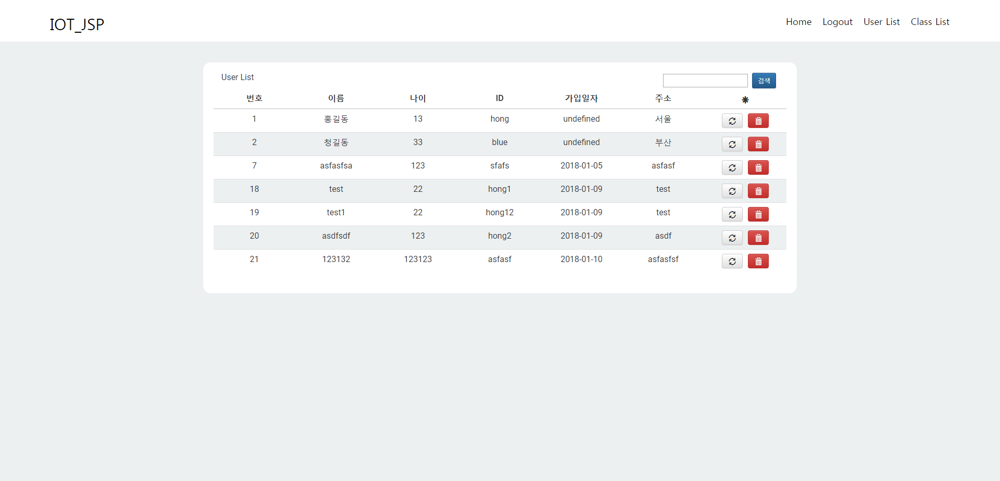 IOT_JSP
Home Logout User List Class List
User List 검색
번호 이름 나이 ID 가입일자 주소
1 홍길동 13 hong undefined 서울
2 청길동 33 blue undefined 부산
7 asfasfsa 123 sfafs 2018-01-05 asfasf
18 test 22 hong1 2018-01-09 test
19 test1 22 hong12 2018-01-09 test
20 asdfsdf 123 hong2 2018-01-09 asdf
21 123132 123123 asfasf 2018-01-10 asfasfsf